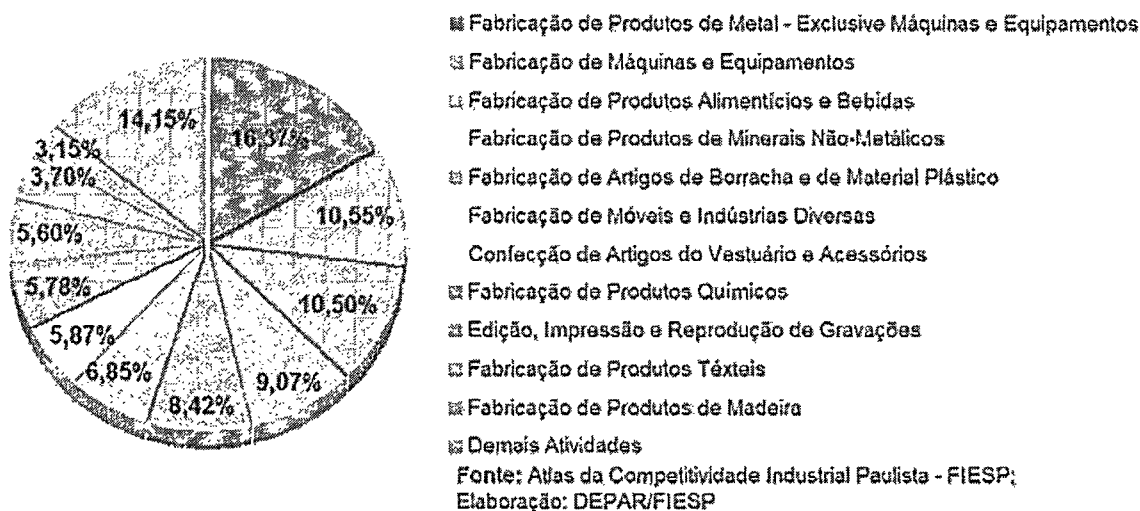 Fabricação de Produtos de Metal - Exclusive Máquinas e Equipamentos
Fabricação de Máquinas e Equipamentos
Fabricação de Produtos Alimentícios e Bebidas
Fabricação de Produtos de Minerais Não-Metálicos
Fabricação de Artigos de Borracha e de Material Plástico
Fabricação de Móveis e Indústrias Diversas
Confecção de Artigos do Vestuário e Acessórios
Fabricação de Produtos Químicos
Edição, Impressão e Reprodução de Gravações
Fabricação de Produtos Têxteis
Fabricação de Produtos de Madeira
Demais Atividades
Fonte: Atlas da Competitividade Industrial Paulista - FIESP;
Elaboração: DEPAR/FIESP
16,37%
10,55%
10,50%
9,07%
8,42%
6,85%
5,87%
5,78%
5,60%
3,70%
3,15%
14,15%